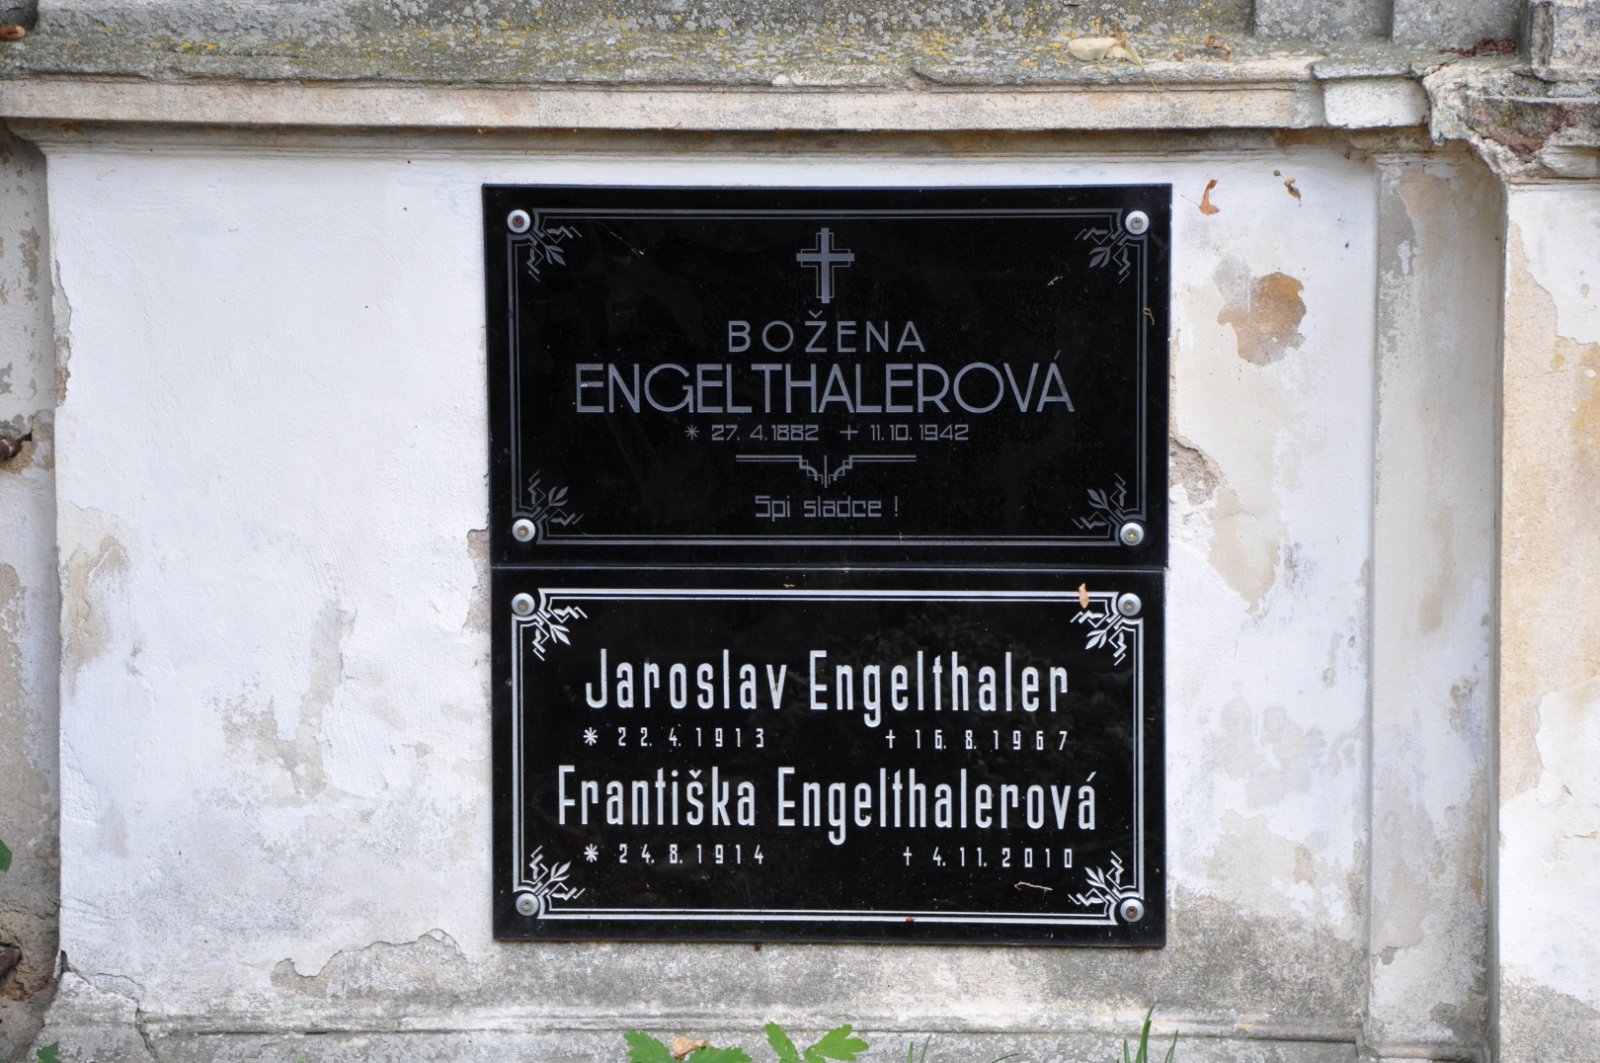 BOŽENA
ENGELTHALEROVÁ
* 27. 4. 1882 + 11. 10. 1942
Spi sladce !
Jaroslav Engelthaler
* 22. 4. 1913 † 16. 8. 1967
Františka Engelthalerová
* 24. 8. 1914 † 4. 11. 2010